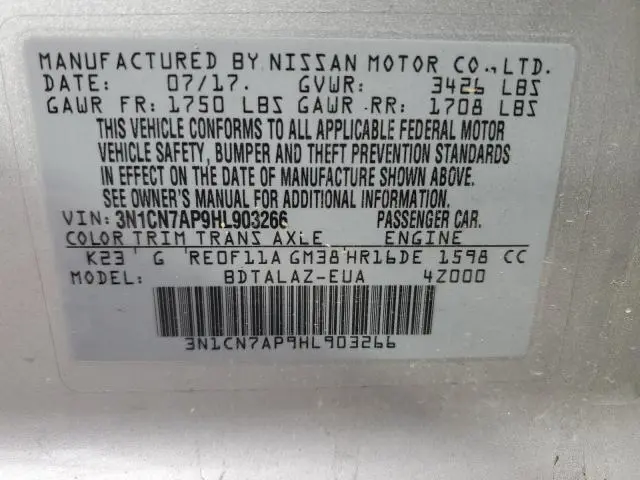 MANUFACTURED BY NISSAN MOTOR CO., LTD.
DATE: 07/17. GVWR: 3426 LBS
GAWR FR: 1750 LBS GAWR RR: 1708 LBS
THIS VEHICLE CONFORMS TO ALL APPLICABLE FEDERAL MOTOR
VEHICLE SAFETY, BUMPER AND THEFT PREVENTION STANDARDS
IN EFFECT ON THE DATE OF MANUFACTURE SHOWN ABOVE.
SEE OWNER'S MANUAL FOR ADDITIONAL INFORMATION.
VIN: 3N1CN7AP9HL903266 PASSENGER CAR.
COLOR TRIM TRANS AXLE ENGINE
K23 G RE0F11A GM38 HR16DE 1598 CC
MODEL: BDTALAZ-EUA 4Z000
3N1CN7AP9HL903266